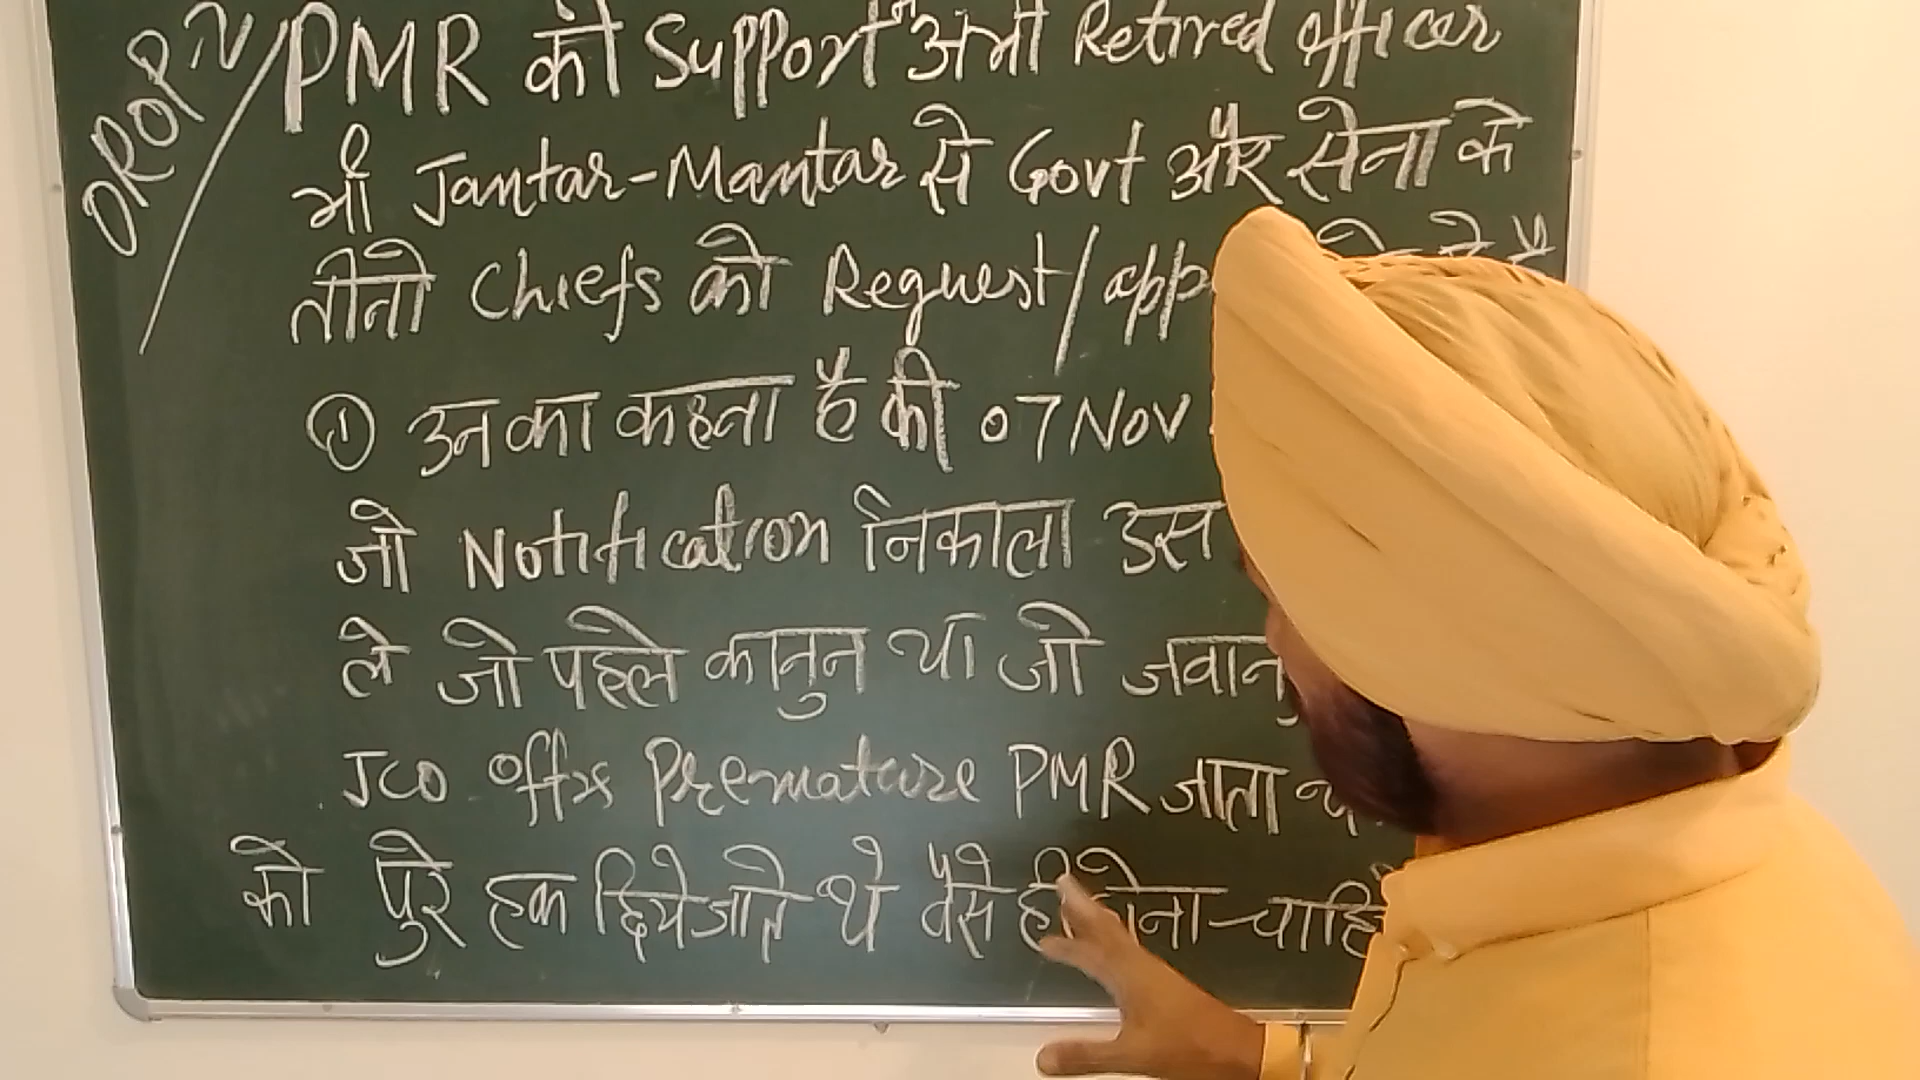 OROP
PMR को Support अभी Retired officer
भी Jantar-Mantar से Govt और सेना के
तीनो Chiefs को Request/app
① उनका कहना है की 07 Nov
जो Notification निकाला उस
ले जो पहले कानुन था जो जवान
JCO offrs Premature PMR जाता
को पुरे हक दिये जाते थे वैसे ही होना चाहि